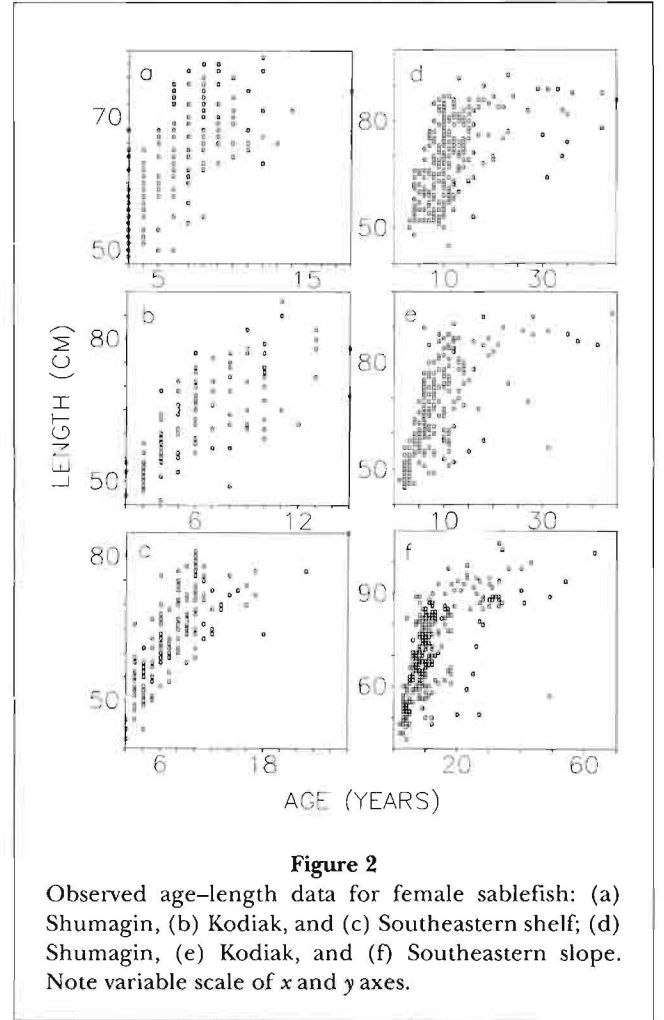 a
70
50
5 15
d
80
50
10 30
LENGTH (CM)
b
80
50
6 12
e
80
50
10 30
c
80
50
6 18
f
90
60
20 60
AGE (YEARS)
Figure 2
Observed age–length data for female sablefish: (a)
Shumagin, (b) Kodiak, and (c) Southeastern shelf; (d)
Shumagin, (e) Kodiak, and (f) Southeastern slope.
Note variable scale of x and y axes.